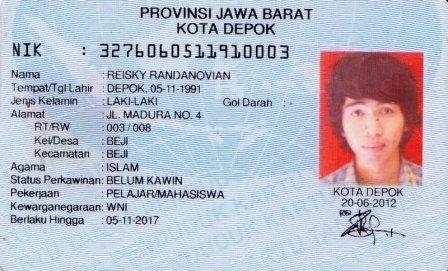 PROVINSI JAWA BARAT
KOTA DEPOK
NIK : 3276060511910003
Nama : REISKY RANDANOVIAN
Tempat/Tgl Lahir : DEPOK, 05-11-1991
Jenis Kelamin : LAKI-LAKI Gol Darah : -
Alamat : JL. MADURA NO. 4
RT/RW : 003 / 008
Kel/Desa : BEJI
Kecamatan : BEJI
Agama : ISLAM
Status Perkawinan : BELUM KAWIN
Pekerjaan : PELAJAR/MAHASISWA
Kewarganegaraan : WNI
Berlaku Hingga : 05-11-2017
KOTA DEPOK
20-06-2012